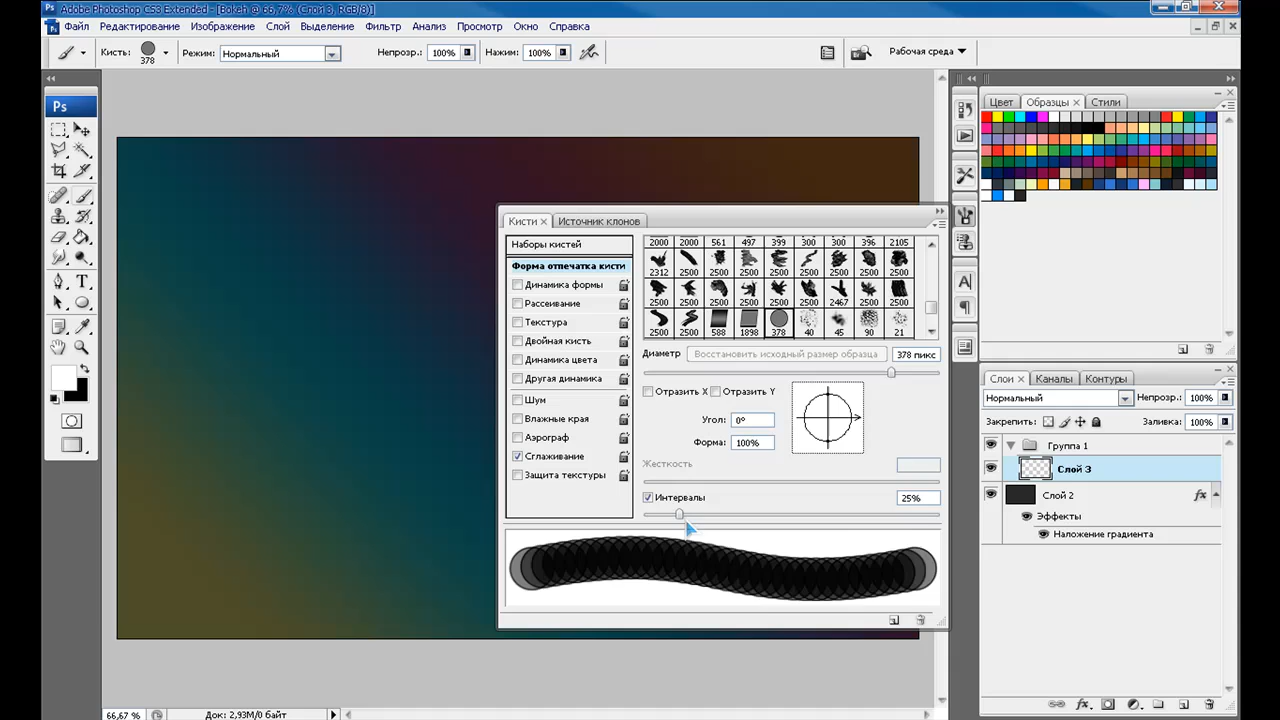 Adobe Photoshop CS3 Extended - [Bokeh @ 66,7% (Слой 3, RGB/8)]
Файл Редактирование Изображение Слой Выделение Фильтр Анализ Просмотр Окно Справка
Кисть: 378 Режим: Нормальный Непрозр.: 100% Нажим: 100% Рабочая среда
Ps
Цвет Образцы Стили
Кисти Источник клонов
Наборы кистей
Форма отпечатка кисти
Динамика формы
Рассеивание
Текстура
Двойная кисть
Динамика цвета
Другая динамика
Шум
Влажные края
Аэрограф
Сглаживание
Защита текстуры
2000 2000 561 497 399 300 300 396 2105
2312 2500 2500 2500 2500 2500 2500 2500 2500
2500 2500 2500 2500 2500 2500 2467 2500 2500
2500 2500 588 1898 378 40 45 90 21
Диаметр Восстановить исходный размер образца 378 пикс
Отразить X Отразить Y
Угол: 0º
Форма: 100%
Жесткость
Интервалы 25%
Слои Каналы Контуры
Нормальный Непрозр.: 100%
Закрепить: Заливка: 100%
Группа 1
Слой 3
Слой 2 fx
Эффекты
Наложение градиента
66,67 % Док: 2,93M/0 байт